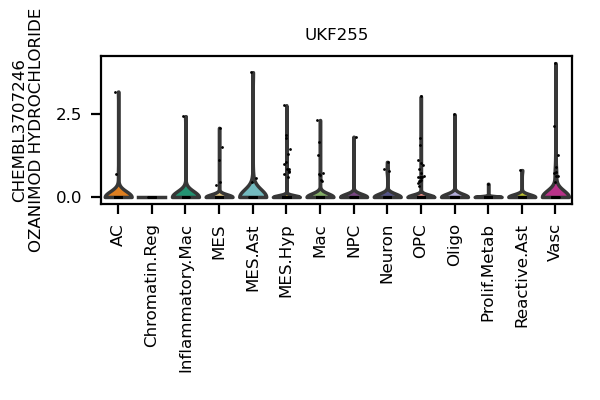 UKF255
CHEMBL3707246
OZANIMOD HYDROCHLORIDE
2.5
0.0
AC
Chromatin.Reg
Inflammatory.Mac
MES
MES.Ast
MES.Hyp
Mac
NPC
Neuron
OPC
Oligo
Prolif.Metab
Reactive.Ast
Vasc